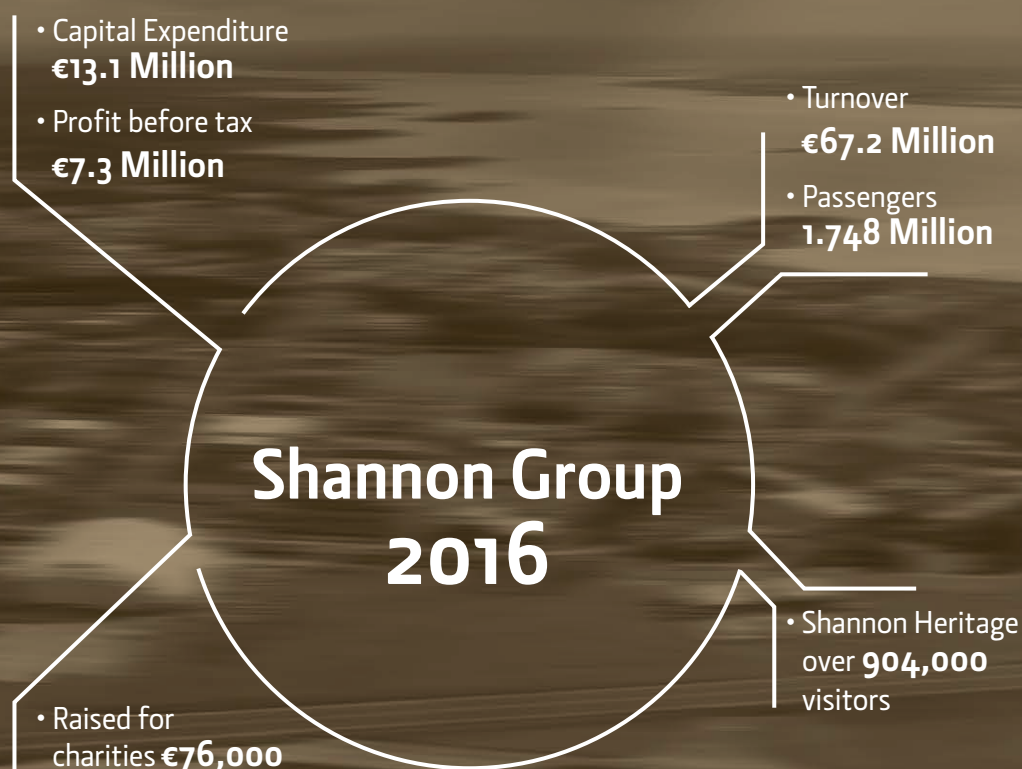 • Capital Expenditure
€13.1 Million
• Profit before tax
€7.3 Million
• Turnover
€67.2 Million
• Passengers
1.748 Million
Shannon Group
2016
• Shannon Heritage
over 904,000
visitors
• Raised for
charities €76,000